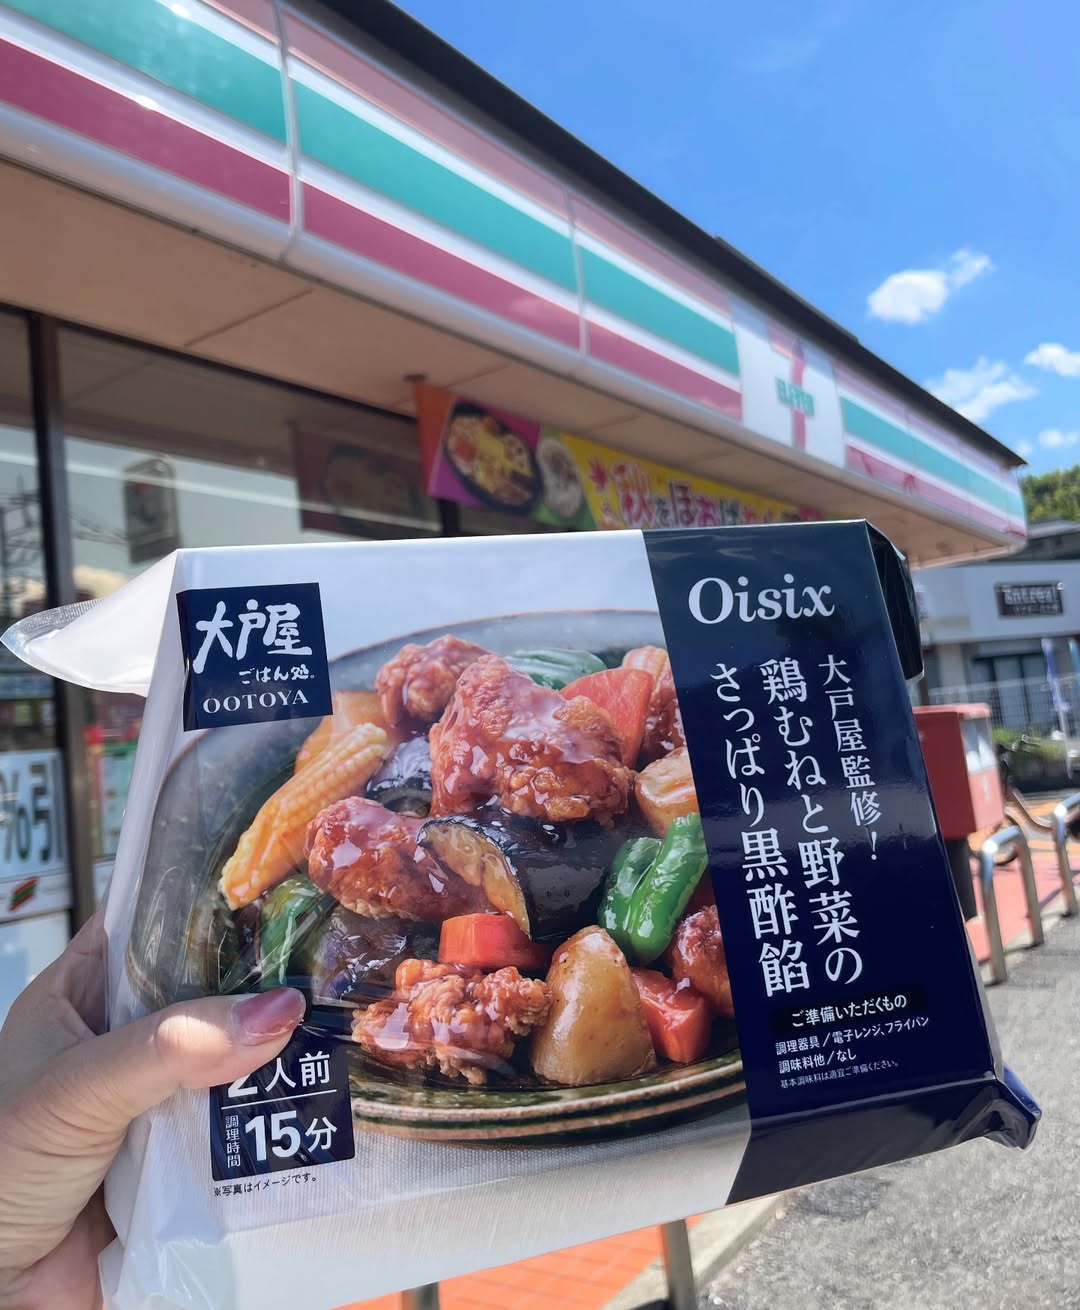 ELEVEN
秋を
大戸屋
ごはん処
OOTOYA
Oisix
大戸屋監修！
鶏むねと野菜の
さっぱり黒酢餡
ご準備いただくもの
調理器具／電子レンジ、フライパン
調味料他／なし
基本調味料は適宜ご準備ください。
2人前
調理時間
15分
※写真はイメージです。